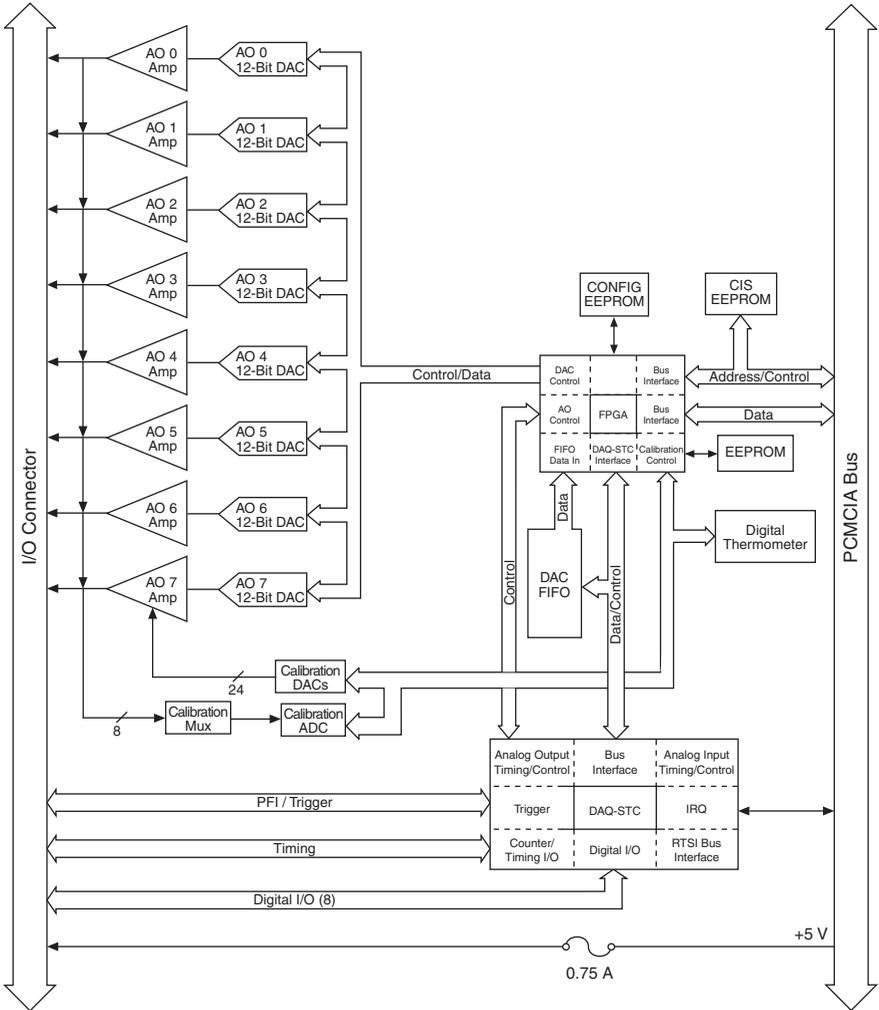 AO 0
Amp
AO 0
12-Bit DAC
AO 1
Amp
AO 1
12-Bit DAC
AO 2
Amp
AO 2
12-Bit DAC
AO 3
Amp
AO 3
12-Bit DAC
AO 4
Amp
AO 4
12-Bit DAC
AO 5
Amp
AO 5
12-Bit DAC
AO 6
Amp
AO 6
12-Bit DAC
AO 7
Amp
AO 7
12-Bit DAC
I/O Connector
Control/Data
CONFIG
EEPROM
CIS
EEPROM
DAC
Control
Bus
Interface
AO
Control
FPGA
Bus
Interface
FIFO
Data In
DAQ-STC
Interface
Calibration
Control
Address/Control
Data
EEPROM
Digital
Thermometer
PCMCIA Bus
Data
DAC
FIFO
Control
Data/Control
Calibration
DACs
24
Calibration
Mux
8
Calibration
ADC
Analog Output
Timing/Control
Bus
Interface
Analog Input
Timing/Control
Trigger
DAQ-STC
IRQ
Counter/
Timing I/O
Digital I/O
RTSI Bus
Interface
PFI / Trigger
Timing
Digital I/O (8)
+5 V
0.75 A